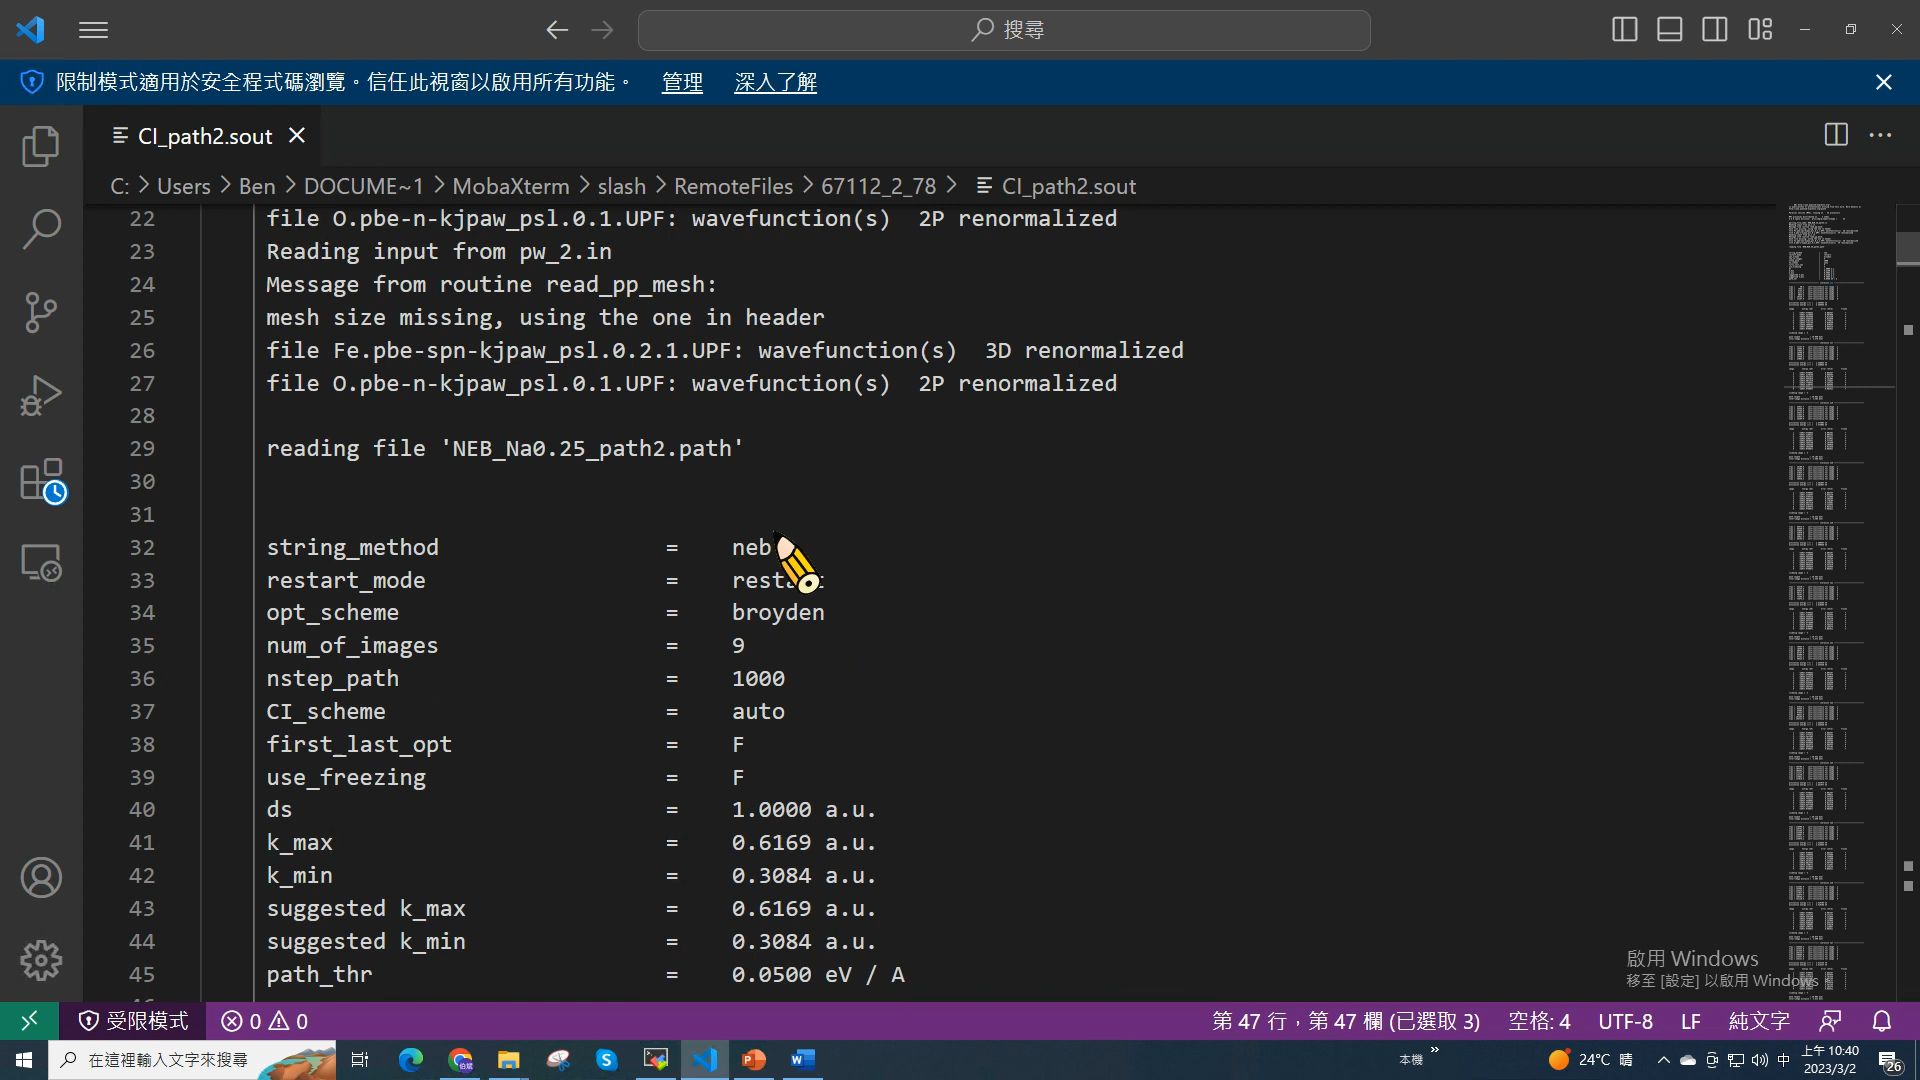 搜尋
限制模式適用於安全程式碼瀏覽。信任此視窗以啟用所有功能。 管理 深入了解
CI_path2.sout
C: > Users > Ben > DOCUME~1 > MobaXterm > slash > RemoteFiles > 67112_2_78 > CI_path2.sout
22 file O.pbe-n-kjpaw_psl.0.1.UPF: wavefunction(s)  2P renormalized
23 Reading input from pw_2.in
24 Message from routine read_pp_mesh:
25 mesh size missing, using the one in header
26 file Fe.pbe-spn-kjpaw_psl.0.2.1.UPF: wavefunction(s)  3D renormalized
27 file O.pbe-n-kjpaw_psl.0.1.UPF: wavefunction(s)  2P renormalized
28
29 reading file 'NEB_Na0.25_path2.path'
30
31
32 string_method = neb
33 restart_mode = restart
34 opt_scheme = broyden
35 num_of_images = 9
36 nstep_path = 1000
37 CI_scheme = auto
38 first_last_opt = F
39 use_freezing = F
40 ds = 1.0000 a.u.
41 k_max = 0.6169 a.u.
42 k_min = 0.3084 a.u.
43 suggested k_max = 0.6169 a.u.
44 suggested k_min = 0.3084 a.u.
45 path_thr = 0.0500 eV / A
啟用 Windows
移至 [設定] 以啟用 Windows。
受限模式 0 0 第 47 行，第 47 欄 (已選取 3) 空格: 4 UTF-8 LF 純文字
在這裡輸入文字來搜尋 本機 24°C 晴 中 上午 10:40
2023/3/2 26